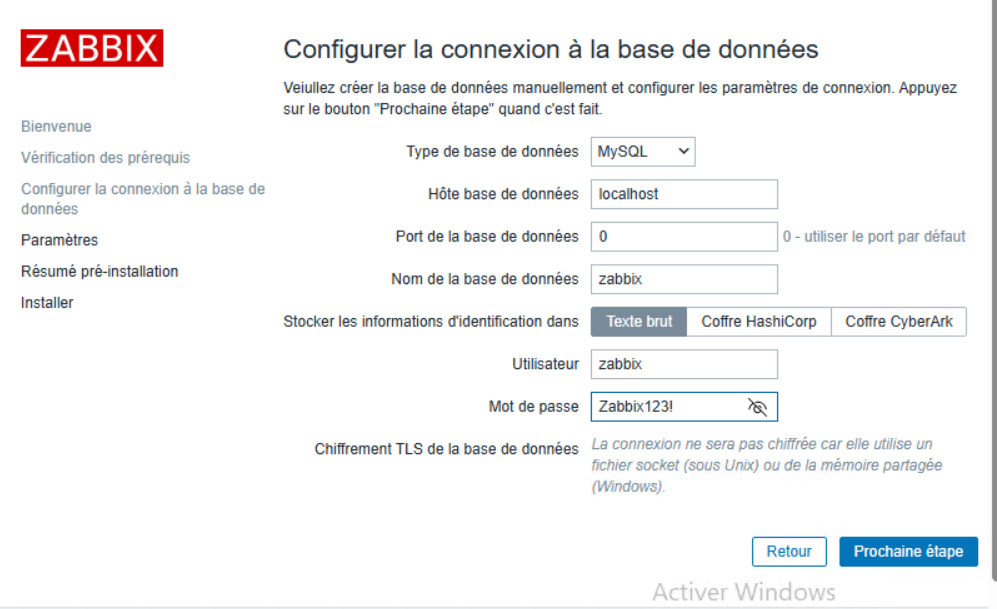 ZABBIX
Bienvenue
Vérification des prérequis
Configurer la connexion à la base de
données
Paramètres
Résumé pré-installation
Installer
Configurer la connexion à la base de données
Veiullez créer la base de données manuellement et configurer les paramètres de connexion. Appuyez
sur le bouton "Prochaine étape" quand c'est fait.
Type de base de données MySQL
Hôte base de données localhost
Port de la base de données 0 0 - utiliser le port par défaut
Nom de la base de données zabbix
Stocker les informations d'identification dans Texte brut Coffre HashiCorp Coffre CyberArk
Utilisateur zabbix
Mot de passe Zabbix123!
Chiffrement TLS de la base de données La connexion ne sera pas chiffrée car elle utilise un
fichier socket (sous Unix) ou de la mémoire partagée
(Windows).
Retour Prochaine étape
Activer Windows